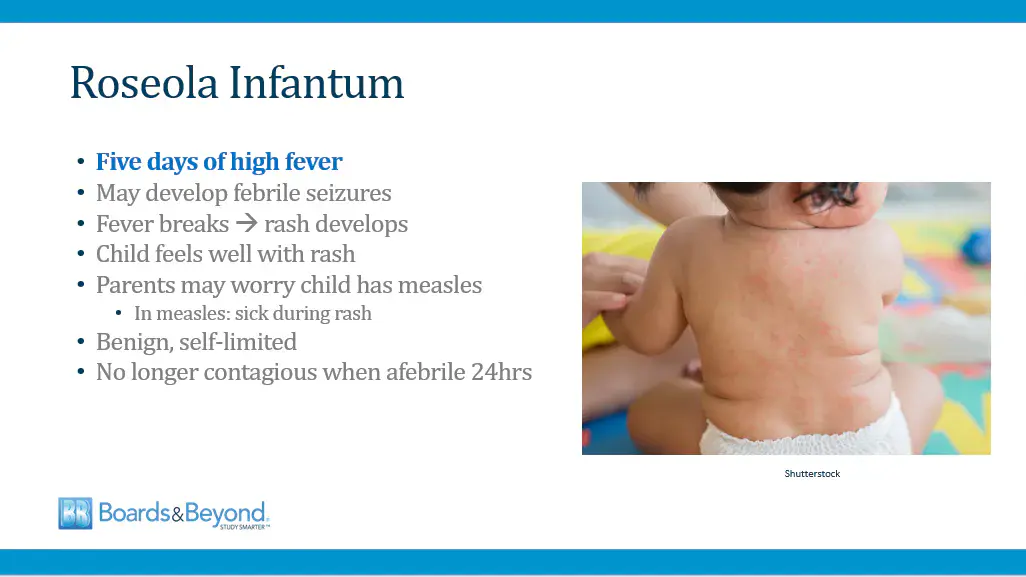 Roseola Infantum
• Five days of high fever
• May develop febrile seizures
• Fever breaks → rash develops
• Child feels well with rash
• Parents may worry child has measles
• In measles: sick during rash
• Benign, self-limited
• No longer contagious when afebrile 24hrs
Shutterstock
BB Boards&Beyond®
STUDY SMARTER™